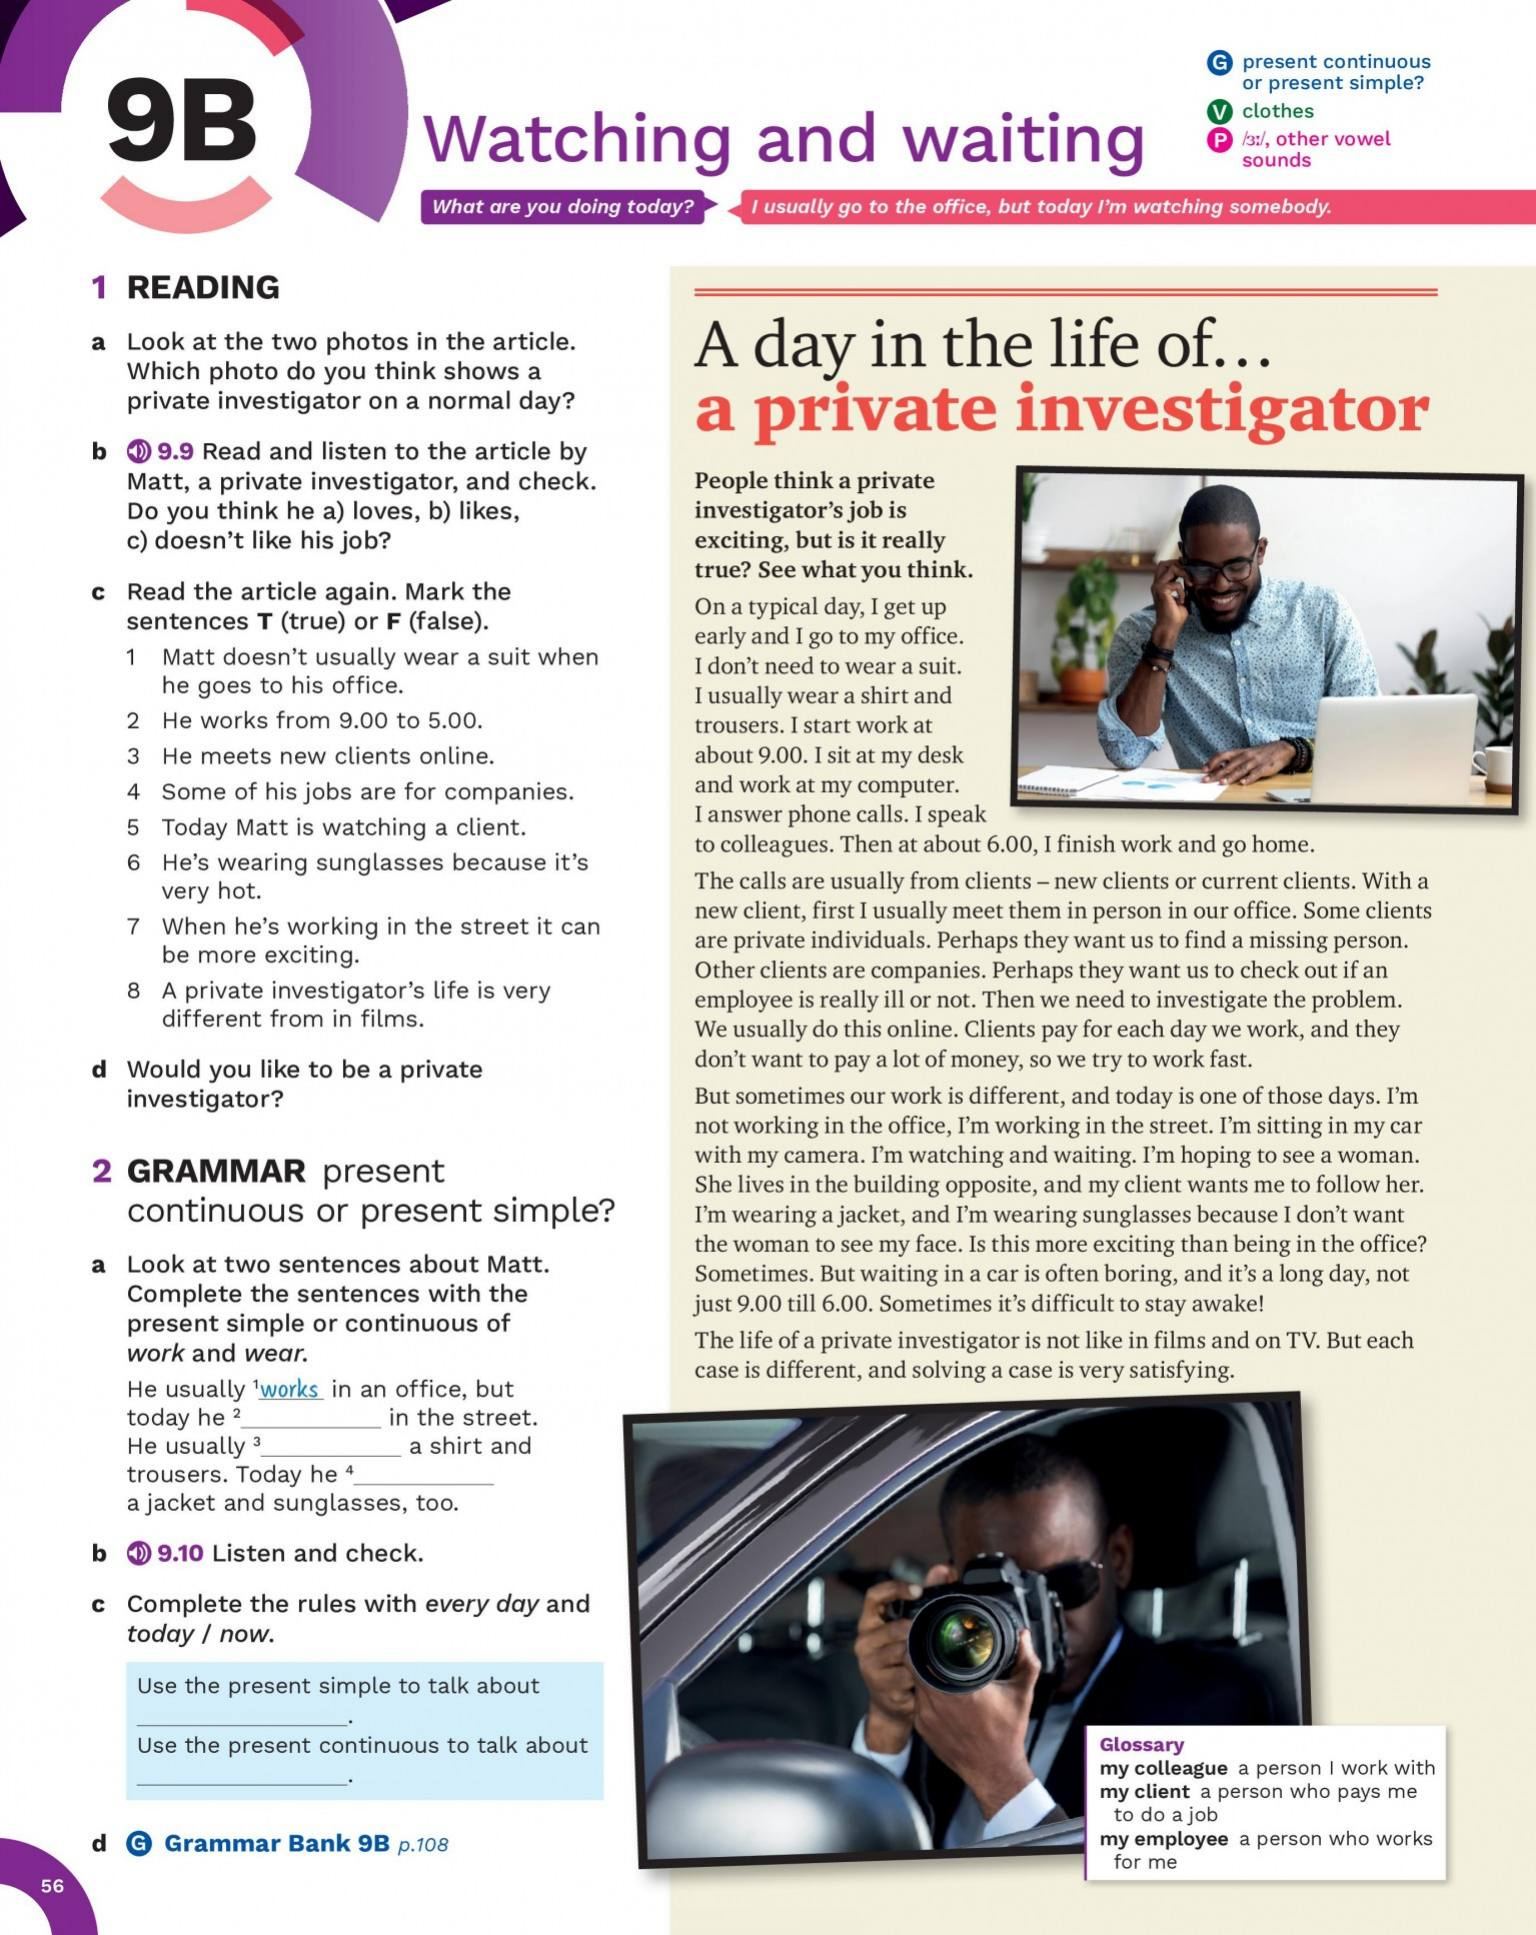 9B
Watching and waiting
G present continuous
or present simple?
V clothes
P /ɜː/, other vowel
sounds
What are you doing today?
I usually go to the office, but today I'm watching somebody.
1 READING
a Look at the two photos in the article.
Which photo do you think shows a
private investigator on a normal day?
b 9.9 Read and listen to the article by
Matt, a private investigator, and check.
Do you think he a) loves, b) likes,
c) doesn't like his job?
c Read the article again. Mark the
sentences T (true) or F (false).
1 Matt doesn't usually wear a suit when
he goes to his office.
2 He works from 9.00 to 5.00.
3 He meets new clients online.
4 Some of his jobs are for companies.
5 Today Matt is watching a client.
6 He's wearing sunglasses because it's
very hot.
7 When he's working in the street it can
be more exciting.
8 A private investigator's life is very
different from in films.
d Would you like to be a private
investigator?
2 GRAMMAR present
continuous or present simple?
a Look at two sentences about Matt.
Complete the sentences with the
present simple or continuous of
work and wear.
He usually ¹works in an office, but
today he ²__________ in the street.
He usually ³__________ a shirt and
trousers. Today he ⁴__________
a jacket and sunglasses, too.
b 9.10 Listen and check.
c Complete the rules with every day and
today / now.
Use the present simple to talk about
_______________.
Use the present continuous to talk about
_______________.
d G Grammar Bank 9B p.108
56
A day in the life of…
a private investigator
People think a private
investigator's job is
exciting, but is it really
true? See what you think.
On a typical day, I get up
early and I go to my office.
I don't need to wear a suit.
I usually wear a shirt and
trousers. I start work at
about 9.00. I sit at my desk
and work at my computer.
I answer phone calls. I speak
to colleagues. Then at about 6.00, I finish work and go home.
The calls are usually from clients – new clients or current clients. With a
new client, first I usually meet them in person in our office. Some clients
are private individuals. Perhaps they want us to find a missing person.
Other clients are companies. Perhaps they want us to check out if an
employee is really ill or not. Then we need to investigate the problem.
We usually do this online. Clients pay for each day we work, and they
don't want to pay a lot of money, so we try to work fast.
But sometimes our work is different, and today is one of those days. I'm
not working in the office, I'm working in the street. I'm sitting in my car
with my camera. I'm watching and waiting. I'm hoping to see a woman.
She lives in the building opposite, and my client wants me to follow her.
I'm wearing a jacket, and I'm wearing sunglasses because I don't want
the woman to see my face. Is this more exciting than being in the office?
Sometimes. But waiting in a car is often boring, and it's a long day, not
just 9.00 till 6.00. Sometimes it's difficult to stay awake!
The life of a private investigator is not like in films and on TV. But each
case is different, and solving a case is very satisfying.
Glossary
my colleague a person I work with
my client a person who pays me
to do a job
my employee a person who works
for me